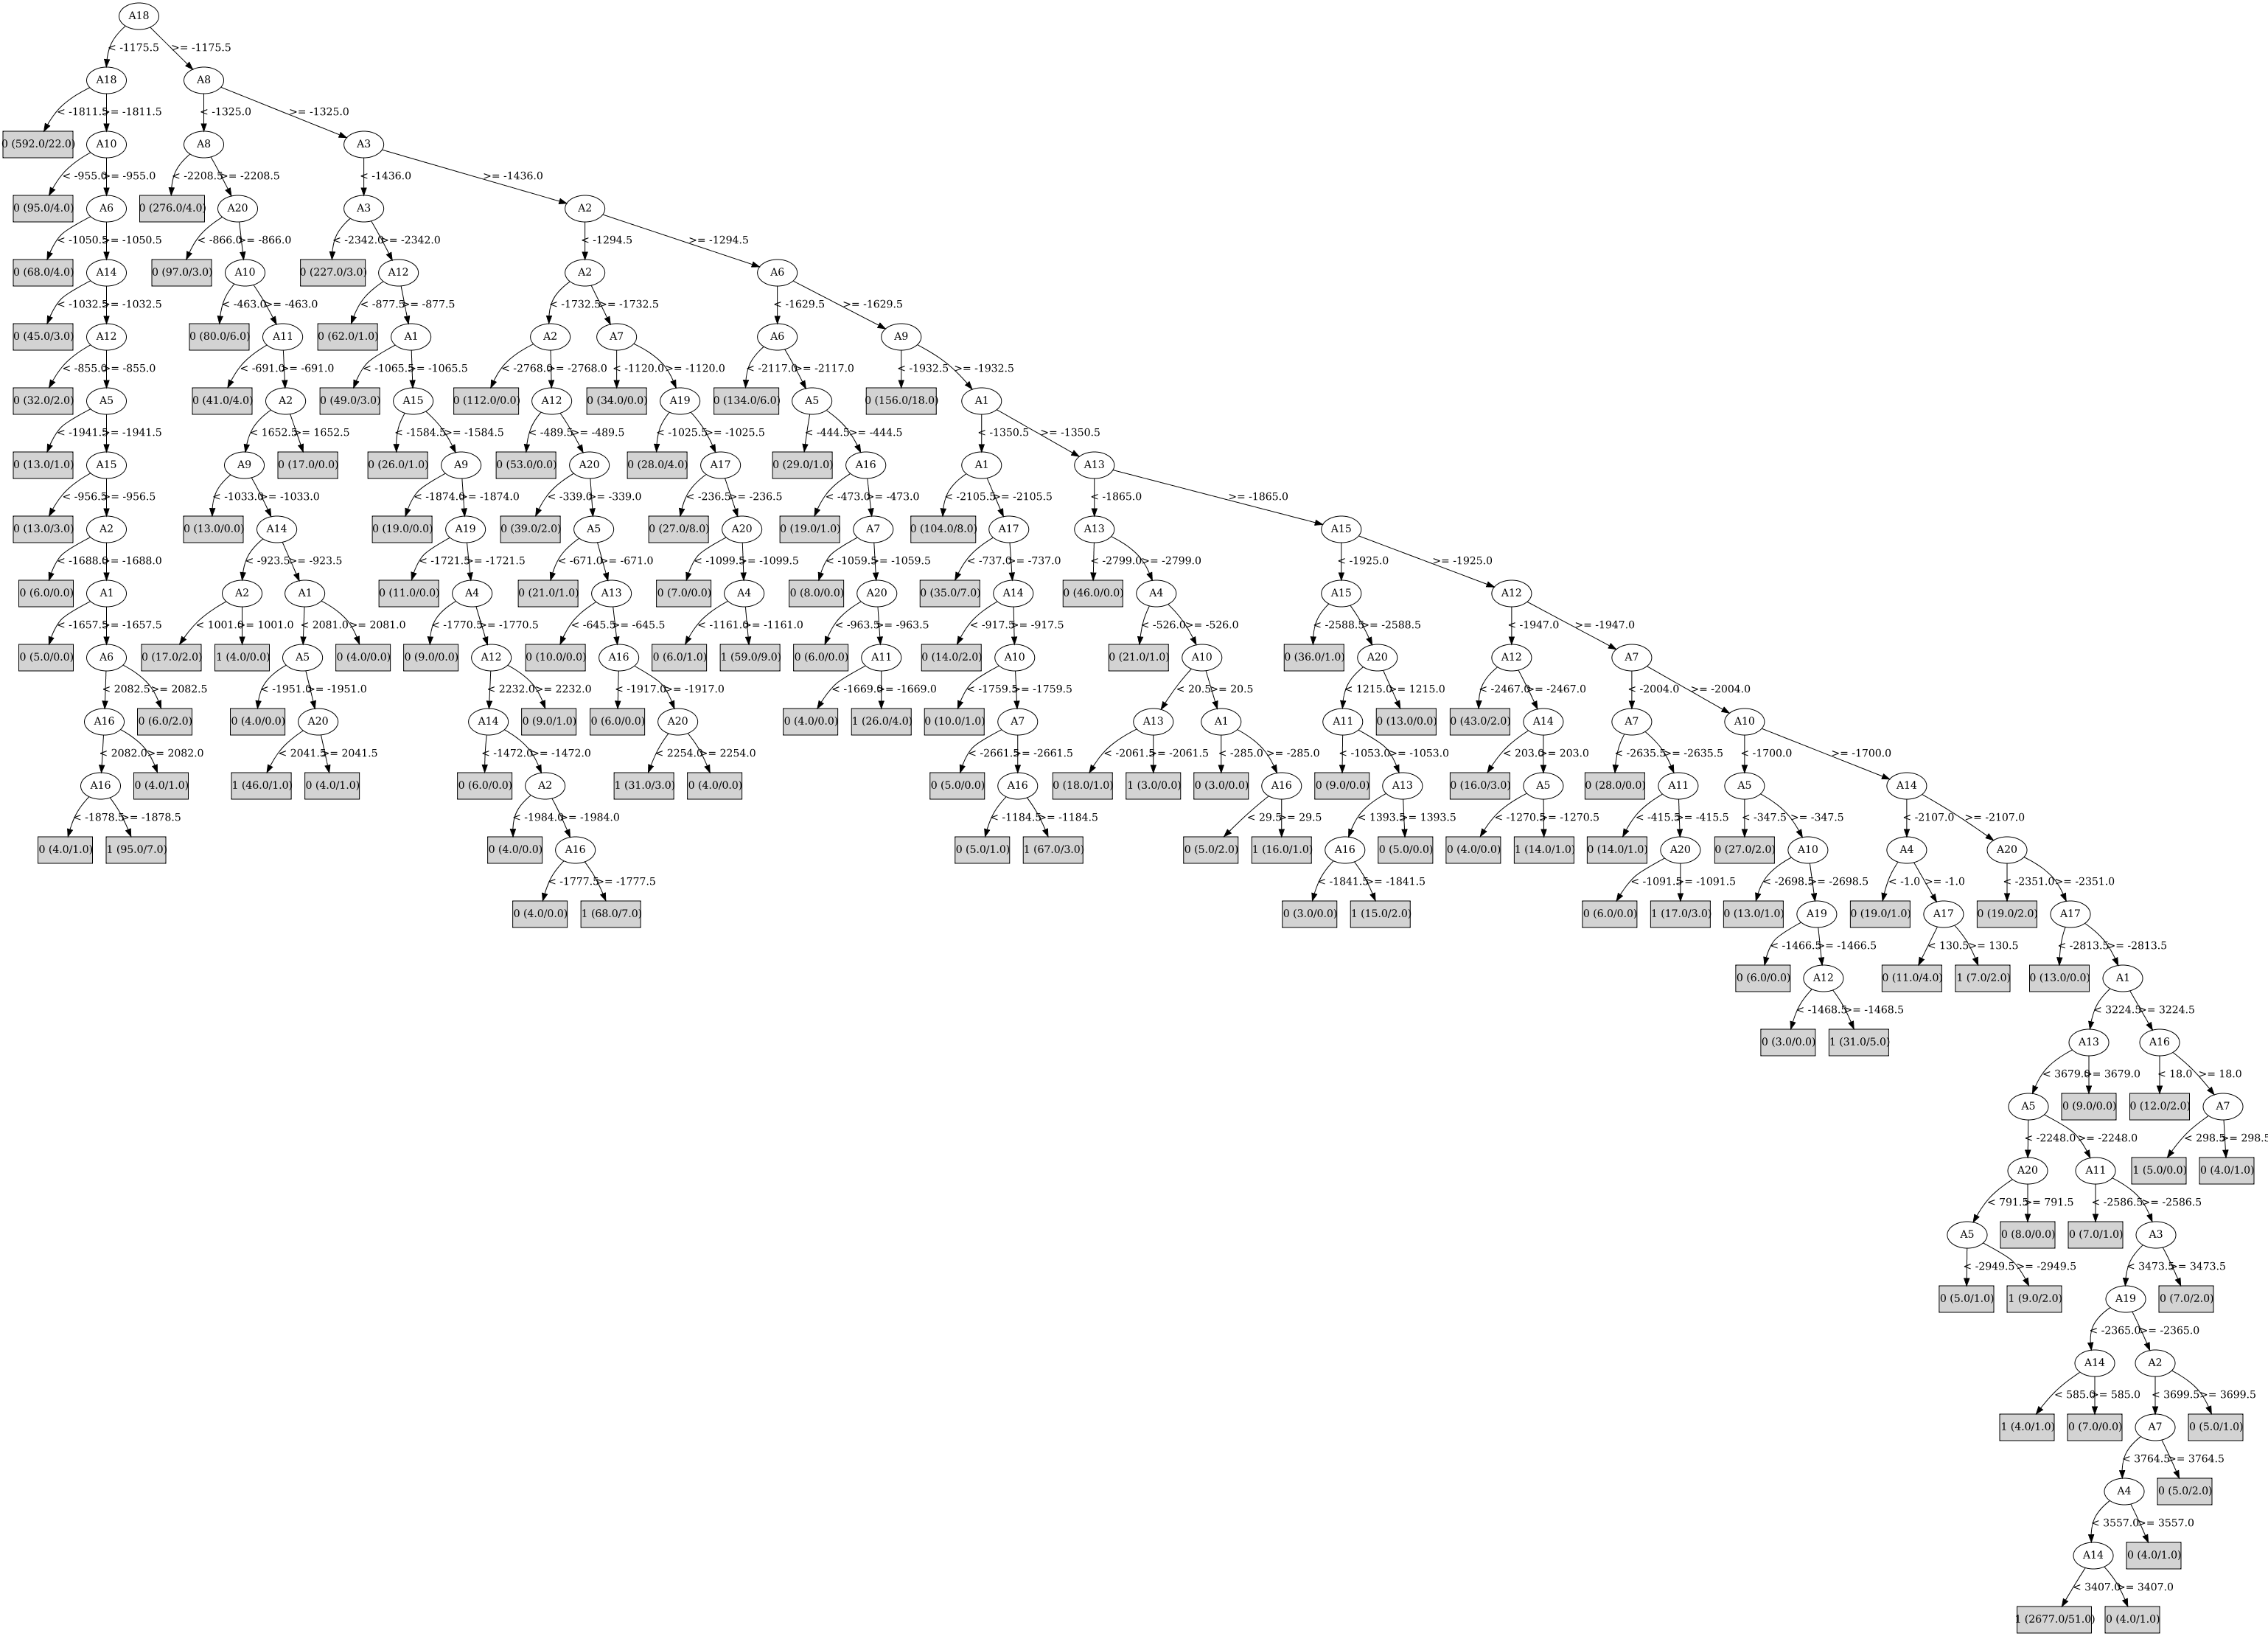 A18
< -1175.5 >= -1175.5
A18 A8
< -1811.5 >= -1811.5 < -1325.0 >= -1325.0
0 (592.0/22.0) A10 A8 A3
< -955.0 >= -955.0 < -2208.5 >= -2208.5 < -1436.0 >= -1436.0
0 (95.0/4.0) A6 0 (276.0/4.0) A20 A3 A2
< -1050.5 >= -1050.5 < -866.0 >= -866.0 < -2342.0 >= -2342.0 < -1294.5 >= -1294.5
0 (68.0/4.0) A14 0 (97.0/3.0) A10 0 (227.0/3.0) A12 A2 A6
< -1032.5 >= -1032.5 < -463.0 >= -463.0 < -877.5 >= -877.5 < -1732.5 >= -1732.5 < -1629.5 >= -1629.5
0 (45.0/3.0) A12 0 (80.0/6.0) A11 0 (62.0/1.0) A1 A2 A7 A6 A9
< -855.0 >= -855.0 < -691.0 >= -691.0 < -1065.5 >= -1065.5 < -2768.0 >= -2768.0 < -1120.0 >= -1120.0 < -2117.0 >= -2117.0 < -1932.5 >= -1932.5
0 (32.0/2.0) A5 0 (41.0/4.0) A2 0 (49.0/3.0) A15 0 (112.0/0.0) A12 0 (34.0/0.0) A19 0 (134.0/6.0) A5 0 (156.0/18.0) A1
< -1941.5 >= -1941.5 < 1652.5 >= 1652.5 < -1584.5 >= -1584.5 < -489.5 >= -489.5 < -1025.5 >= -1025.5 < -444.5 >= -444.5 < -1350.5 >= -1350.5
0 (13.0/1.0) A15 A9 0 (17.0/0.0) 0 (26.0/1.0) A9 0 (53.0/0.0) A20 0 (28.0/4.0) A17 0 (29.0/1.0) A16 A1 A13
< -956.5 >= -956.5 < -1033.0 >= -1033.0 < -1874.0 >= -1874.0 < -339.0 >= -339.0 < -236.5 >= -236.5 < -473.0 >= -473.0 < -2105.5 >= -2105.5 < -1865.0 >= -1865.0
0 (13.0/3.0) A2 0 (13.0/0.0) A14 0 (19.0/0.0) A19 0 (39.0/2.0) A5 0 (27.0/8.0) A20 0 (19.0/1.0) A7 0 (104.0/8.0) A17 A13 A15
< -1688.0 >= -1688.0 < -923.5 >= -923.5 < -1721.5 >= -1721.5 < -671.0 >= -671.0 < -1099.5 >= -1099.5 < -1059.5 >= -1059.5 < -737.0 >= -737.0 < -2799.0 >= -2799.0 < -1925.0 >= -1925.0
0 (6.0/0.0) A1 A2 A1 0 (11.0/0.0) A4 0 (21.0/1.0) A13 0 (7.0/0.0) A4 0 (8.0/0.0) A20 0 (35.0/7.0) A14 0 (46.0/0.0) A4 A15 A12
< -1657.5 >= -1657.5 < 1001.0 >= 1001.0 < 2081.0 >= 2081.0 < -1770.5 >= -1770.5 < -645.5 >= -645.5 < -1161.0 >= -1161.0 < -963.5 >= -963.5 < -917.5 >= -917.5 < -526.0 >= -526.0 < -2588.5 >= -2588.5 < -1947.0 >= -1947.0
0 (5.0/0.0) A6 0 (17.0/2.0) 1 (4.0/0.0) A5 0 (4.0/0.0) 0 (9.0/0.0) A12 0 (10.0/0.0) A16 0 (6.0/1.0) 1 (59.0/9.0) 0 (6.0/0.0) A11 0 (14.0/2.0) A10 0 (21.0/1.0) A10 0 (36.0/1.0) A20 A12 A7
< 2082.5 >= 2082.5 < -1951.0 >= -1951.0 < 2232.0 >= 2232.0 < -1917.0 >= -1917.0 < -1669.0 >= -1669.0 < -1759.5 >= -1759.5 < 20.5 >= 20.5 < 1215.0 >= 1215.0 < -2467.0 >= -2467.0 < -2004.0 >= -2004.0
A16 0 (6.0/2.0) 0 (4.0/0.0) A20 A14 0 (9.0/1.0) 0 (6.0/0.0) A20 0 (4.0/0.0) 1 (26.0/4.0) 0 (10.0/1.0) A7 A13 A1 A11 0 (13.0/0.0) 0 (43.0/2.0) A14 A7 A10
< 2082.0 >= 2082.0 < 2041.5 >= 2041.5 < -1472.0 >= -1472.0 < 2254.0 >= 2254.0 < -2661.5 >= -2661.5 < -2061.5 >= -2061.5 < -285.0 >= -285.0 < -1053.0 >= -1053.0 < 203.0 >= 203.0 < -2635.5 >= -2635.5 < -1700.0 >= -1700.0
A16 0 (4.0/1.0) 1 (46.0/1.0) 0 (4.0/1.0) 0 (6.0/0.0) A2 1 (31.0/3.0) 0 (4.0/0.0) 0 (5.0/0.0) A16 0 (18.0/1.0) 1 (3.0/0.0) 0 (3.0/0.0) A16 0 (9.0/0.0) A13 0 (16.0/3.0) A5 0 (28.0/0.0) A11 A5 A14
< -1878.5 >= -1878.5 < -1984.0 >= -1984.0 < -1184.5 >= -1184.5 < 29.5 >= 29.5 < 1393.5 >= 1393.5 < -1270.5 >= -1270.5 < -415.5 >= -415.5 < -347.5 >= -347.5 < -2107.0 >= -2107.0
0 (4.0/1.0) 1 (95.0/7.0) 0 (4.0/0.0) A16 0 (5.0/1.0) 1 (67.0/3.0) 0 (5.0/2.0) 1 (16.0/1.0) A16 0 (5.0/0.0) 0 (4.0/0.0) 1 (14.0/1.0) 0 (14.0/1.0) A20 0 (27.0/2.0) A10 A4 A20
< -1777.5 >= -1777.5 < -1841.5 >= -1841.5 < -1091.5 >= -1091.5 < -2698.5 >= -2698.5 < -1.0 >= -1.0 < -2351.0 >= -2351.0
0 (4.0/0.0) 1 (68.0/7.0) 0 (3.0/0.0) 1 (15.0/2.0) 0 (6.0/0.0) 1 (17.0/3.0) 0 (13.0/1.0) A19 0 (19.0/1.0) A17 0 (19.0/2.0) A17
< -1466.5 >= -1466.5 < 130.5 >= 130.5 < -2813.5 >= -2813.5
0 (6.0/0.0) A12 0 (11.0/4.0) 1 (7.0/2.0) 0 (13.0/0.0) A1
< -1468.5 >= -1468.5 < 3224.5 >= 3224.5
0 (3.0/0.0) 1 (31.0/5.0) A13 A16
< 3679.0 >= 3679.0 < 18.0 >= 18.0
A5 0 (9.0/0.0) 0 (12.0/2.0) A7
< -2248.0 >= -2248.0 < 298.5 >= 298.5
A20 A11 1 (5.0/0.0) 0 (4.0/1.0)
< 791.5 >= 791.5 < -2586.5 >= -2586.5
A5 0 (8.0/0.0) 0 (7.0/1.0) A3
< -2949.5 >= -2949.5 < 3473.5 >= 3473.5
0 (5.0/1.0) 1 (9.0/2.0) A19 0 (7.0/2.0)
< -2365.0 >= -2365.0
A14 A2
< 585.0 >= 585.0 < 3699.5 >= 3699.5
1 (4.0/1.0) 0 (7.0/0.0) A7 0 (5.0/1.0)
< 3764.5 >= 3764.5
A4 0 (5.0/2.0)
< 3557.0 >= 3557.0
A14 0 (4.0/1.0)
< 3407.0 >= 3407.0
1 (2677.0/51.0) 0 (4.0/1.0)